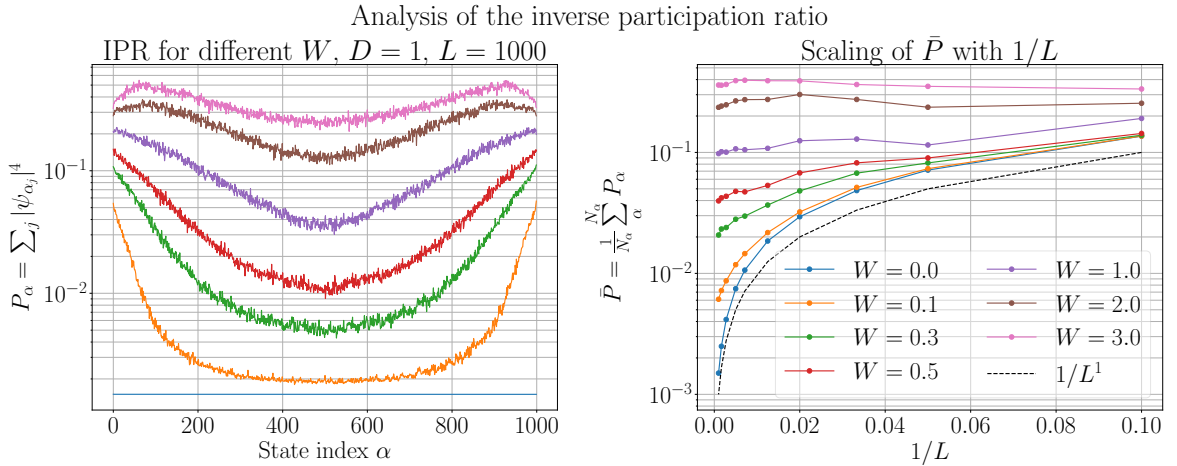 Analysis of the inverse participation ratio
IPR for different W, D = 1, L = 1000
P_α = ∑_j |ψ_{α,j}|^4
10^{-1}
10^{-2}
0 200 400 600 800 1000
State index α
Scaling of P̄ with 1/L
P̄ = \frac{1}{N_α} ∑_α^{N_α} P_α
10^{-1}
10^{-2}
10^{-3}
W = 0.0
W = 0.1
W = 0.3
W = 0.5
W = 1.0
W = 2.0
W = 3.0
1/L^1
0.00 0.02 0.04 0.06 0.08 0.10
1/L